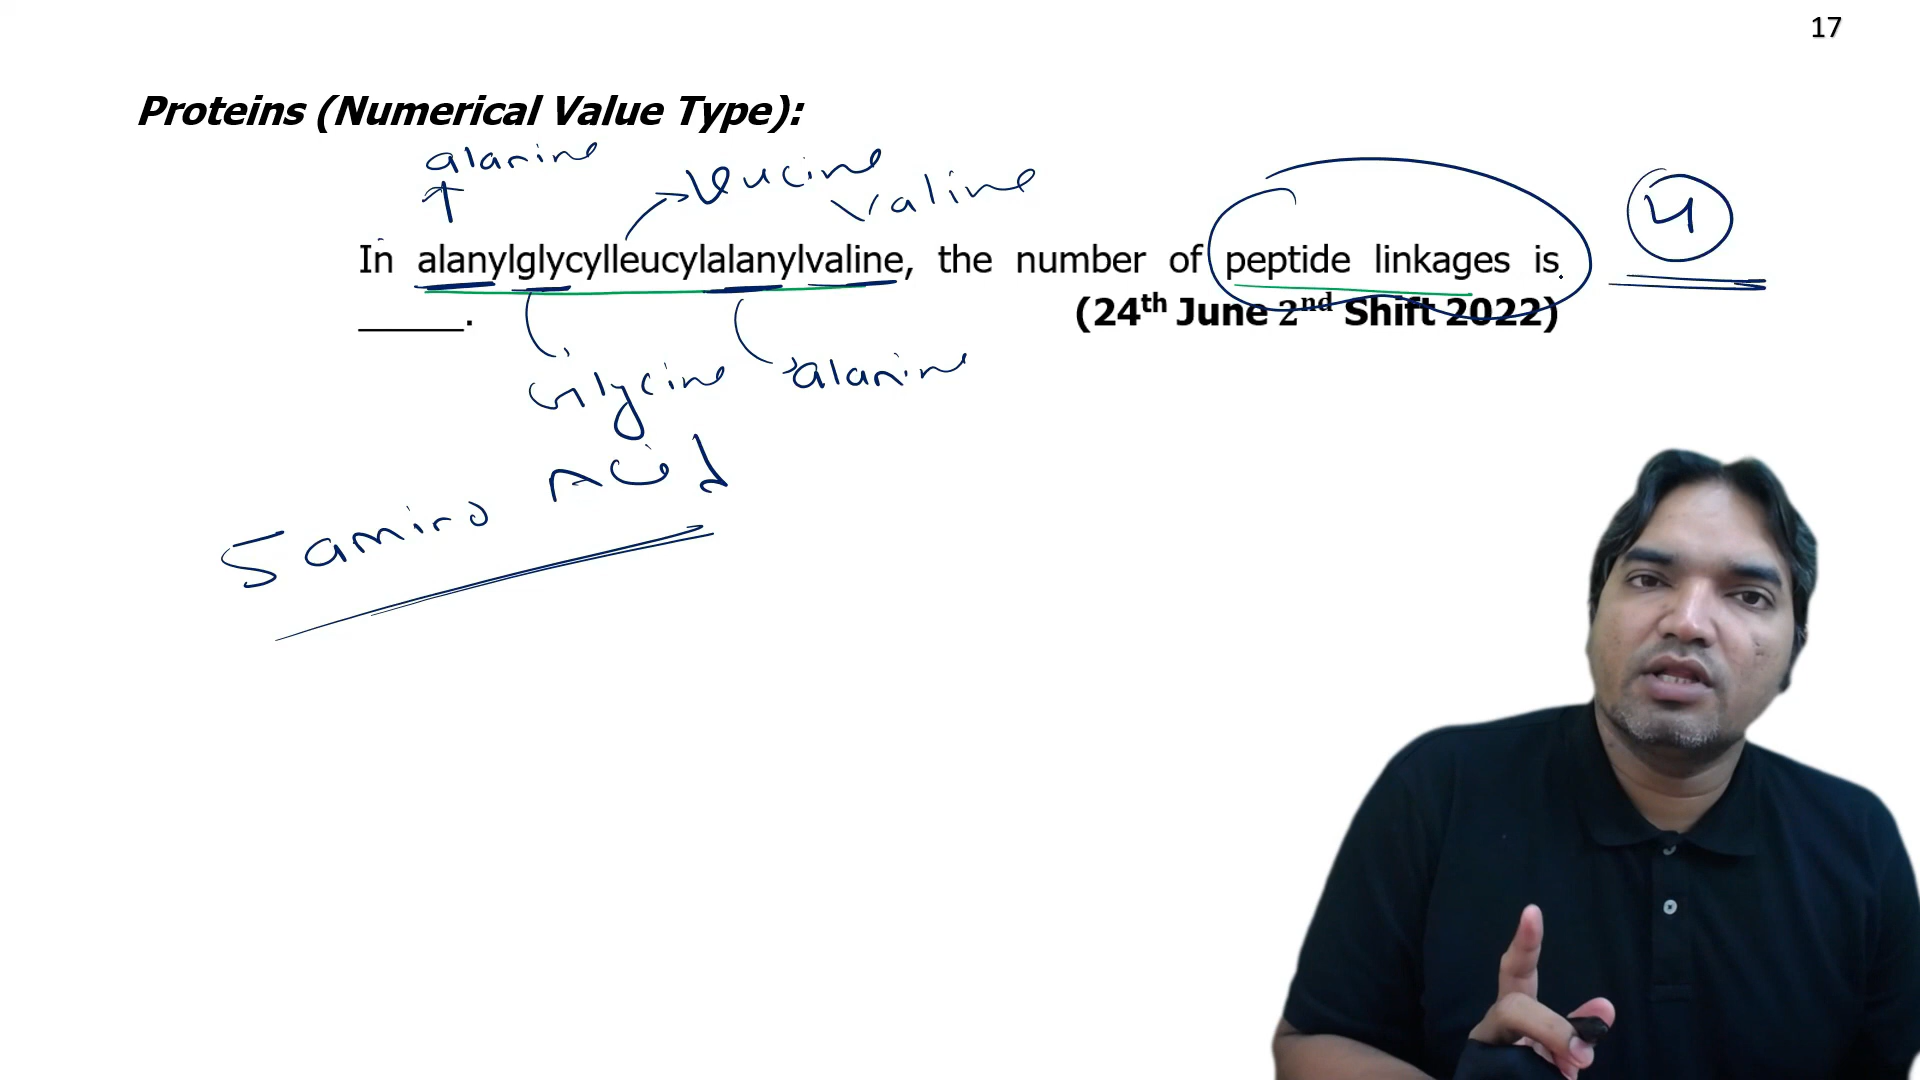 17
Proteins (Numerical Value Type):
alanine
leucine
valine
4
In alanylglycylleucylalanylvaline, the number of peptide linkages is
______. (24th June 2nd Shift 2022)
Glycine
alanine
5 amino Acid